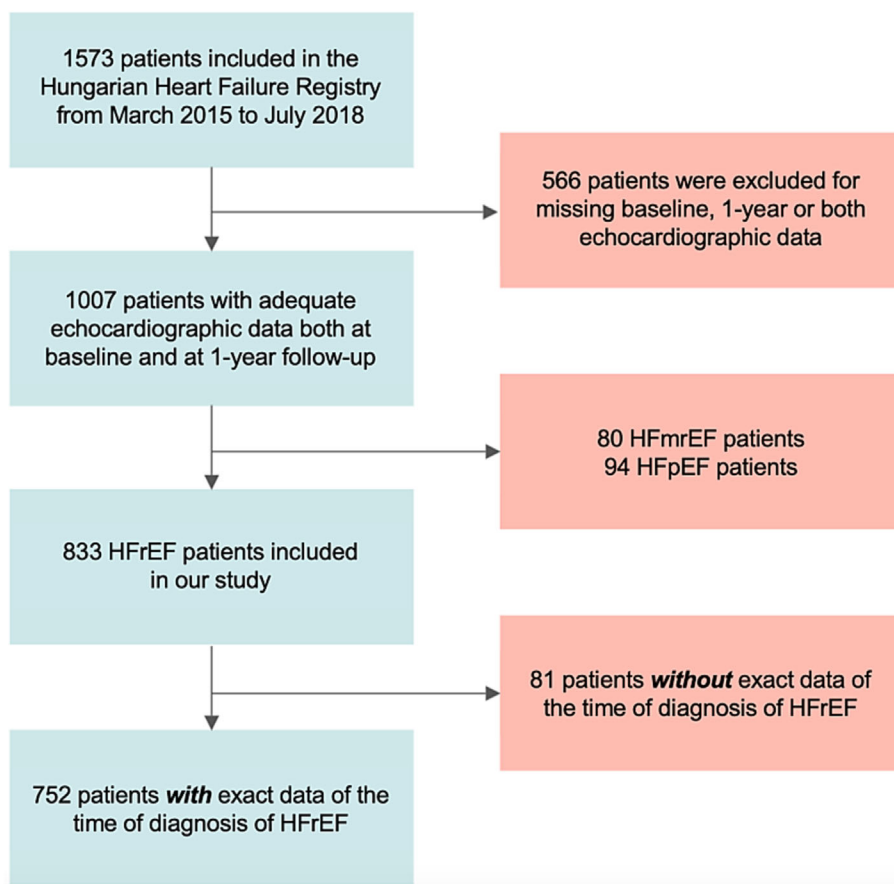 1573 patients included in the
Hungarian Heart Failure Registry
from March 2015 to July 2018
566 patients were excluded for
missing baseline, 1-year or both
echocardiographic data
1007 patients with adequate
echocardiographic data both at
baseline and at 1-year follow-up
80 HFmrEF patients
94 HFpEF patients
833 HFrEF patients included
in our study
81 patients without exact data of
the time of diagnosis of HFrEF
752 patients with exact data of the
time of diagnosis of HFrEF